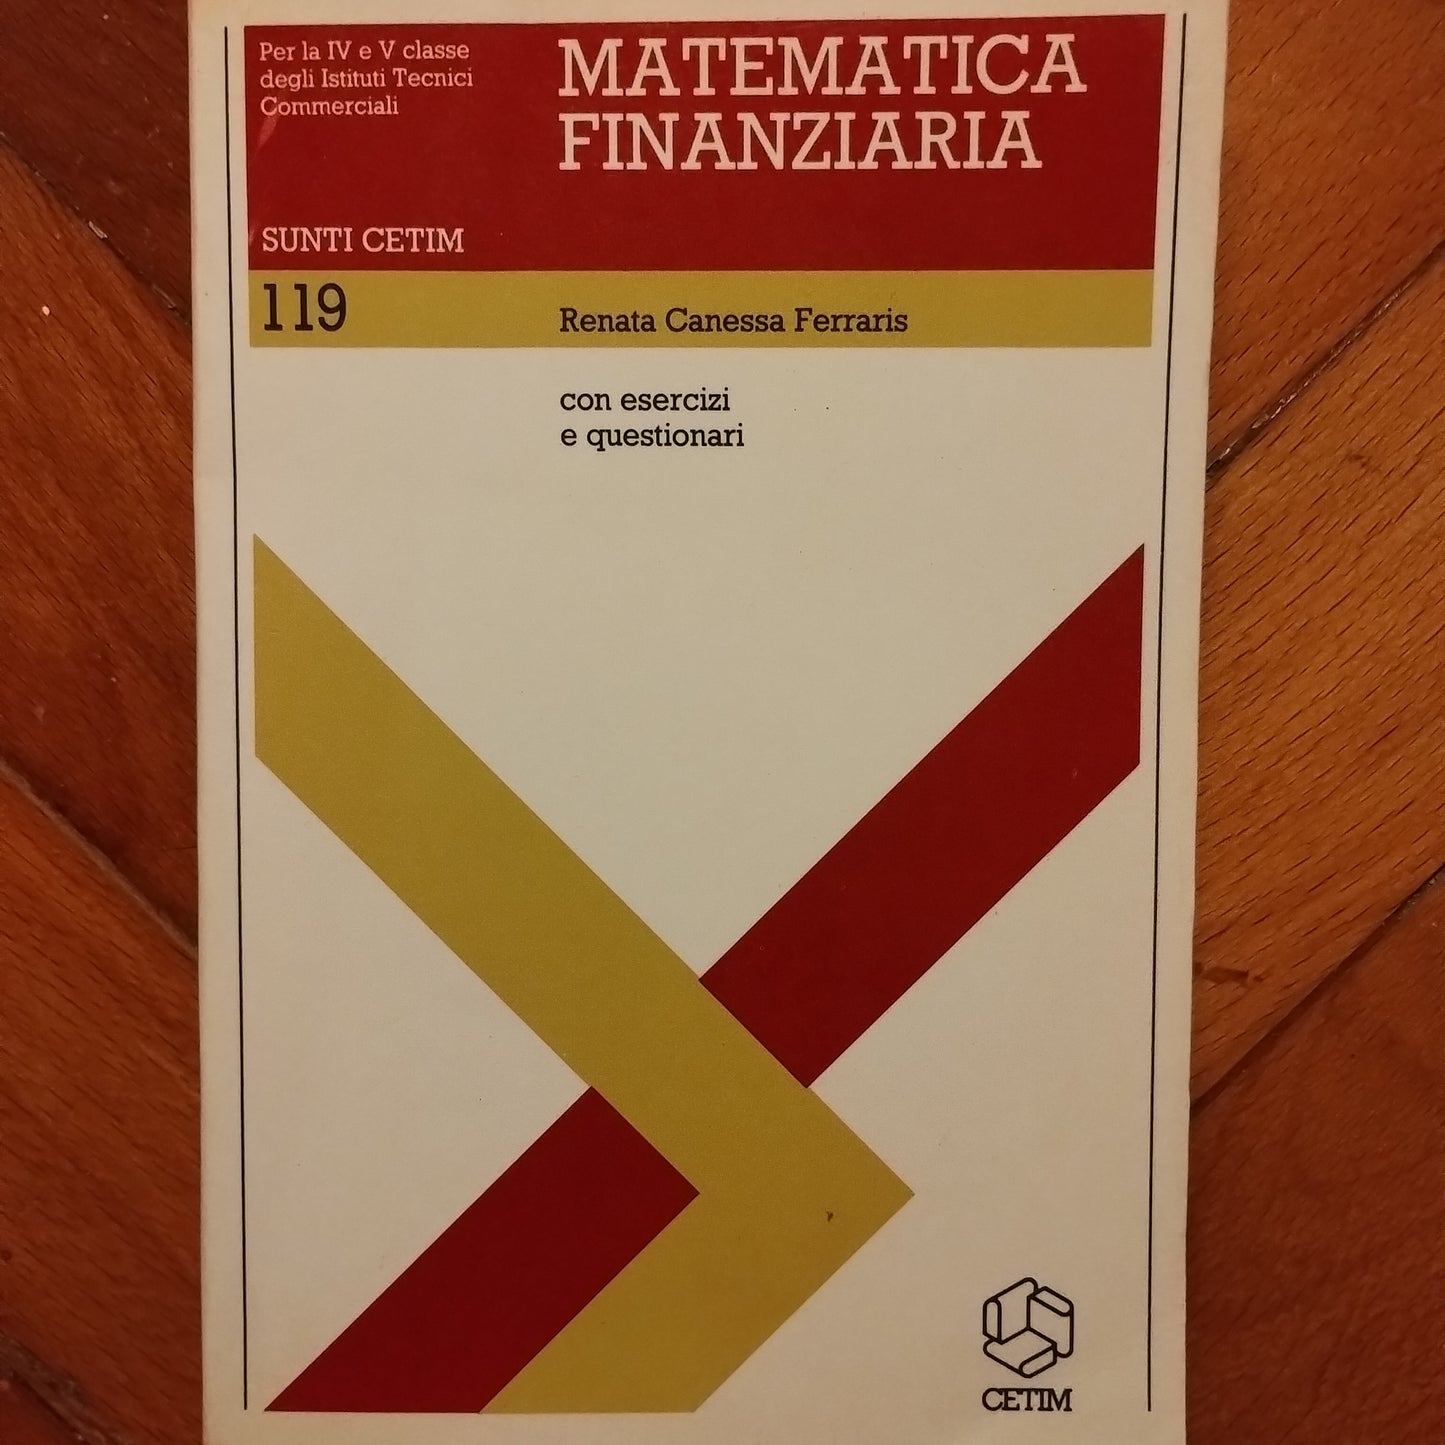 Per la IV e V classe
degli Istituti Tecnici
Commerciali
MATEMATICA
FINANZIARIA
SUNTI CETIM
119
Renata Canessa Ferraris
con esercizi
e questionari
CETIM